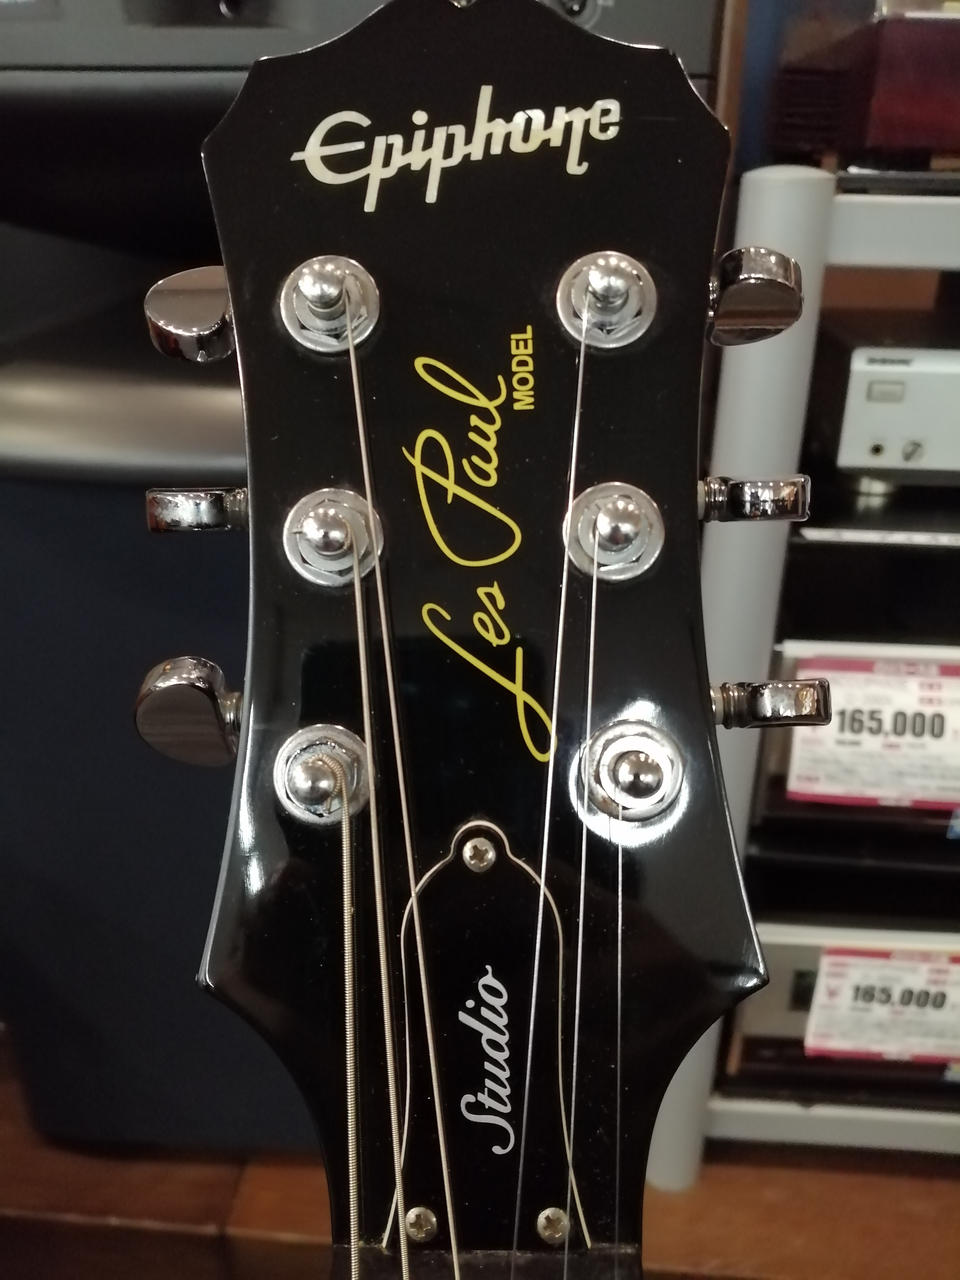 Epiphone
Les Paul
MODEL
Studio
165,000
165,000